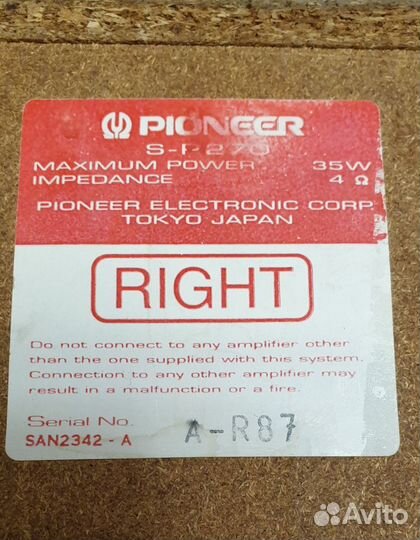 PIONEER
S-P270
MAXIMUM POWER 35W
IMPEDANCE 4 Ω
PIONEER ELECTRONIC CORP
TOKYO JAPAN
RIGHT
Do not connect to any amplifier other
than the one supplied with this system.
Connection to any other amplifier may
result in a malfunction or a fire.
Serial No. A-R87
SAN2342 - A
Avito